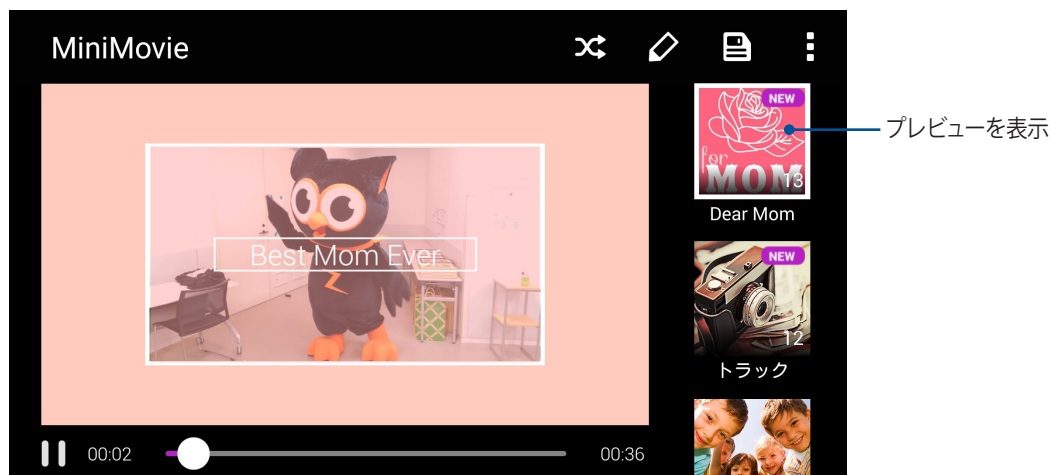 MiniMovie
NEW
for
MOM
13
Dear Mom
プレビューを表示
Best Mom Ever
NEW
12
トラック
00:02
00:36